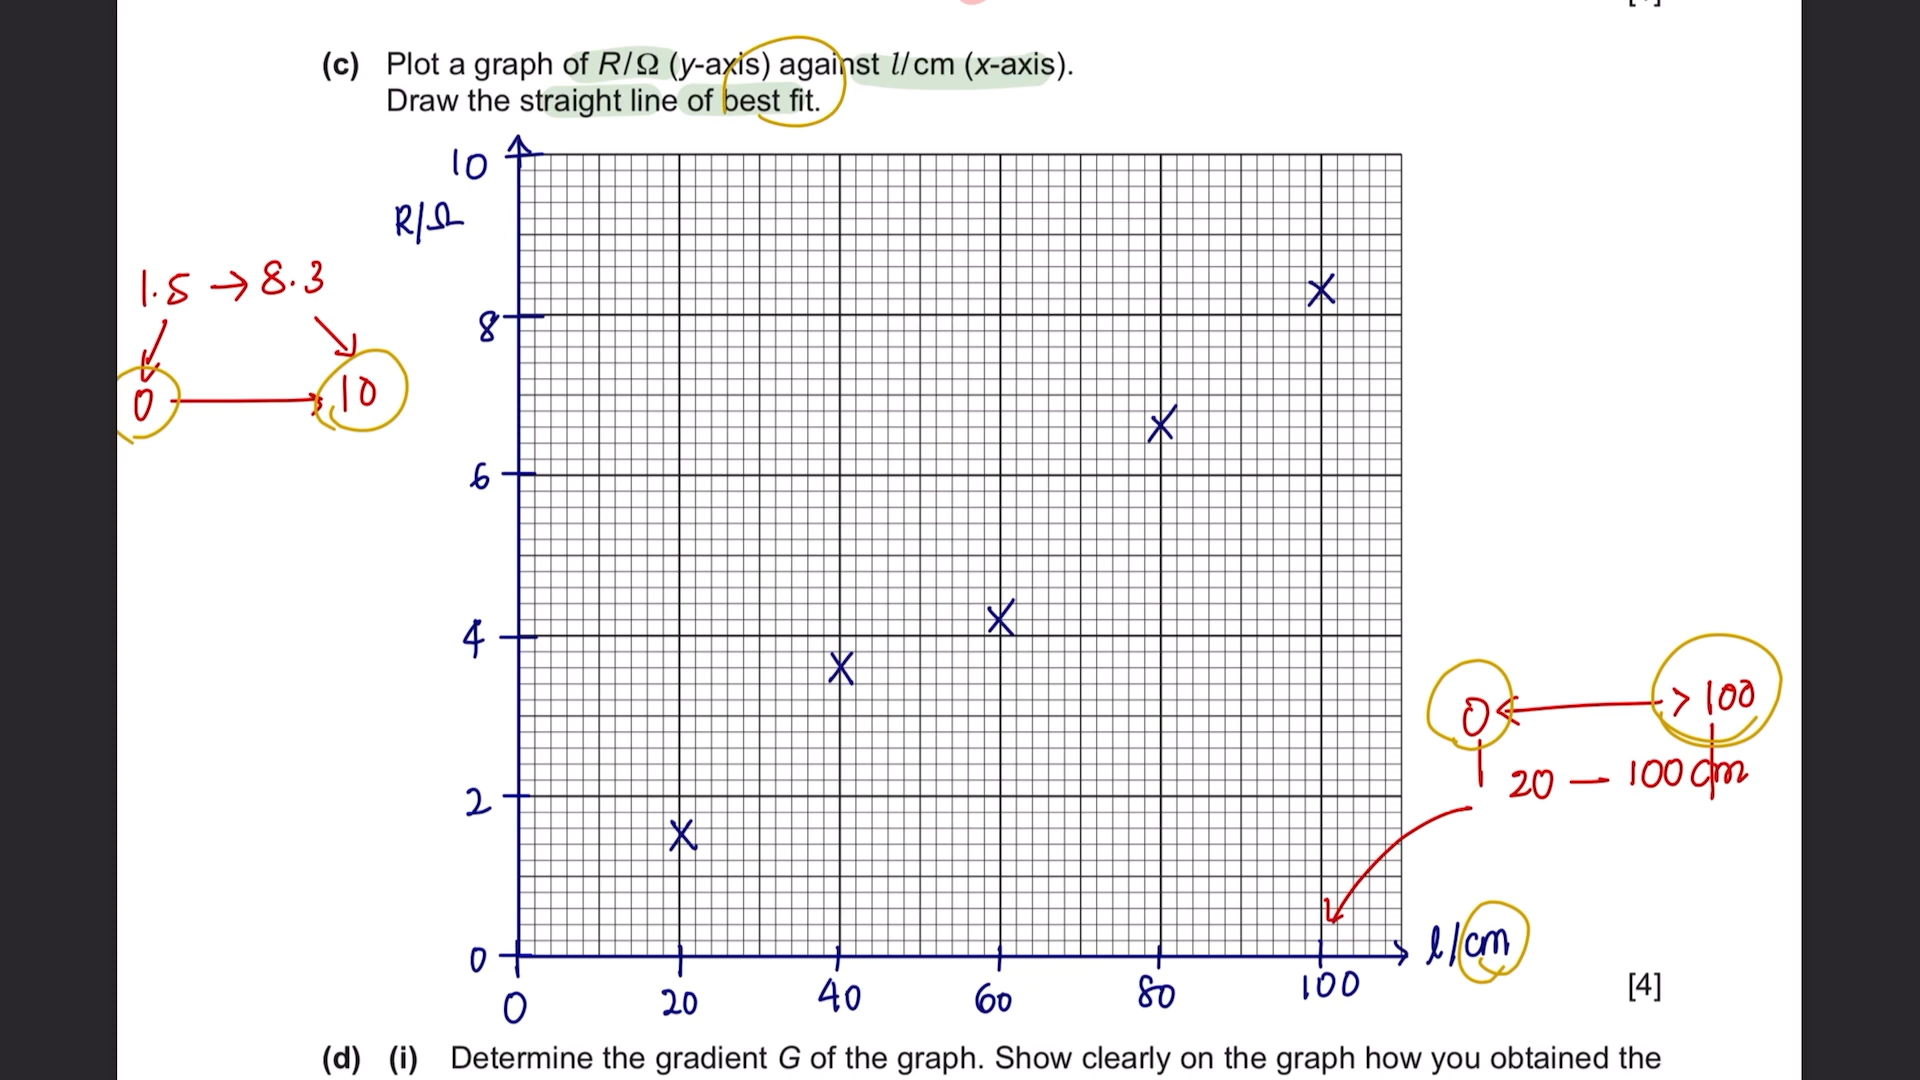 (c) Plot a graph of R/Ω (y-axis) against l/cm (x-axis).
Draw the straight line of best fit.
10
R/Ω
1.5 → 8.3
8
0 → 10
6
4
0 ← > 100
20 — 100 cm
2
l/cm
0
0 20 40 60 80 100
[4]
(d) (i) Determine the gradient G of the graph. Show clearly on the graph how you obtained the